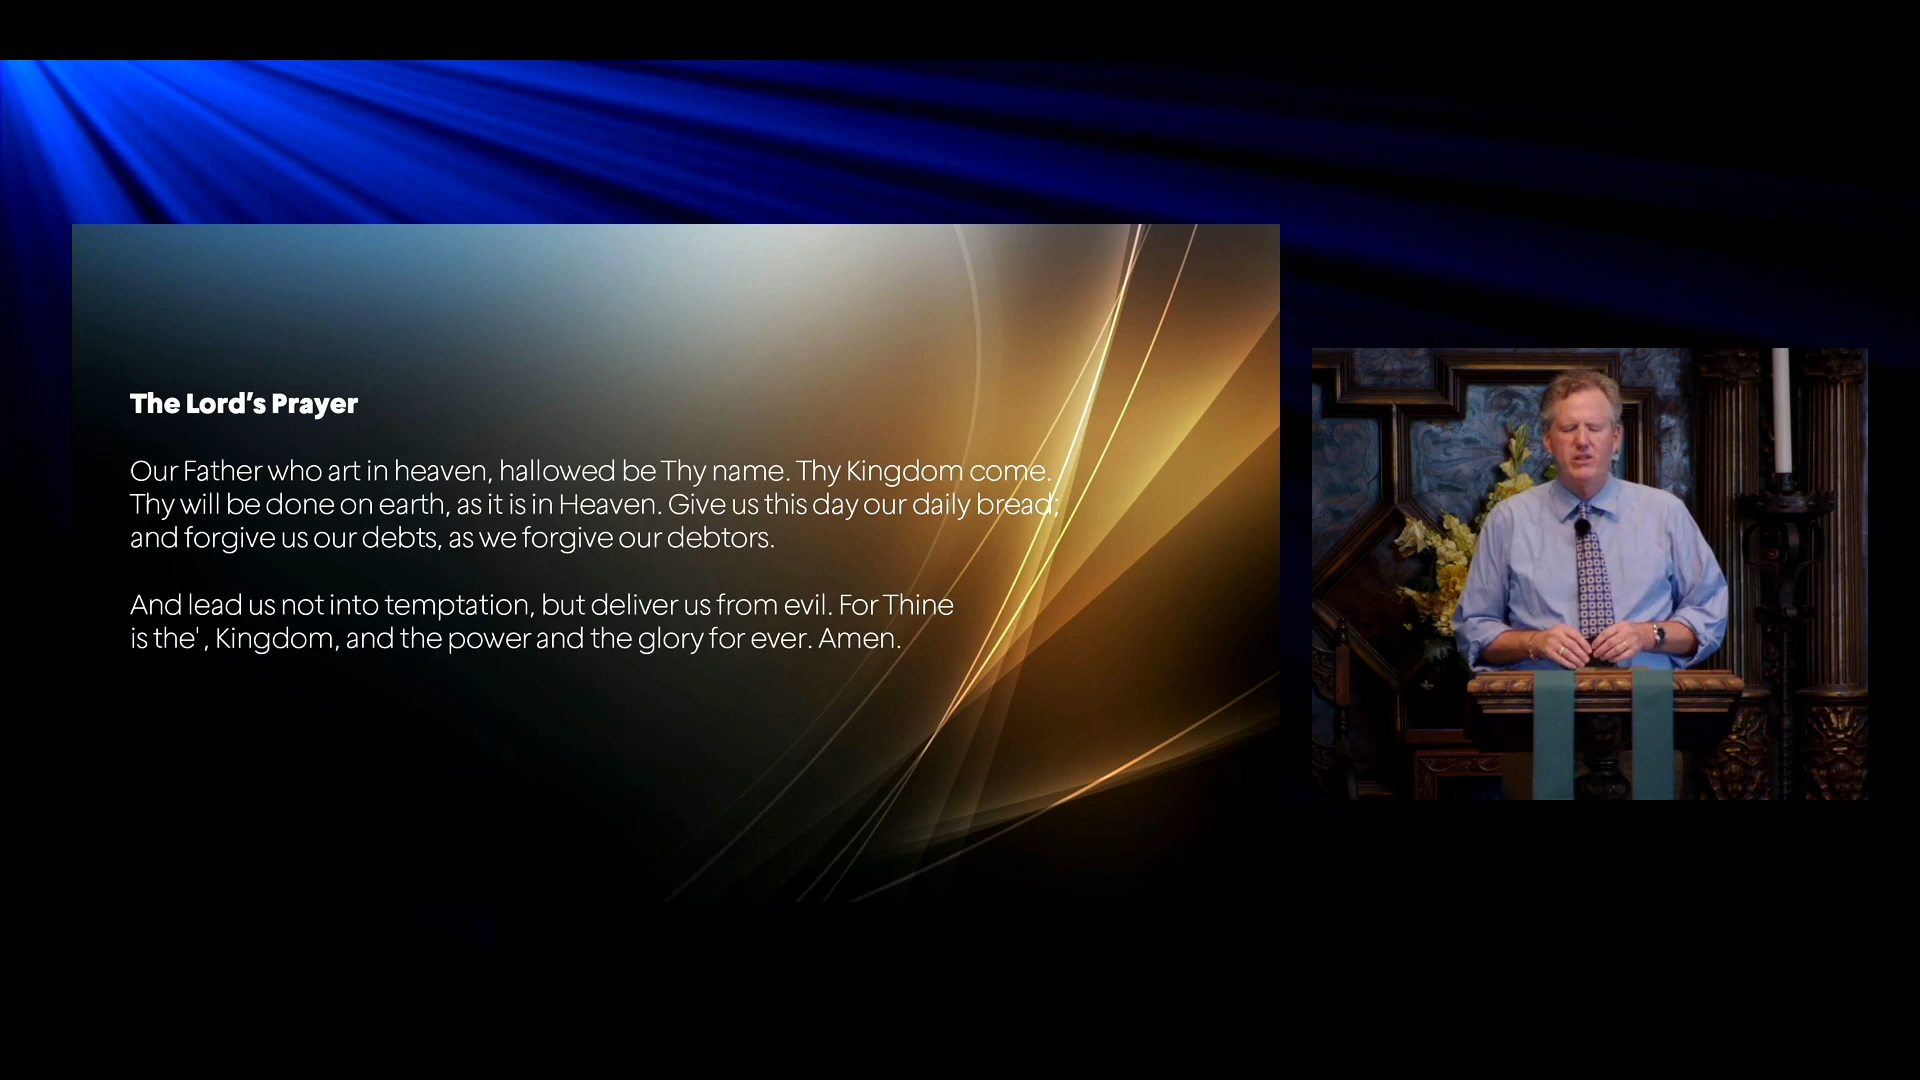 The Lord's Prayer
Our Father who art in heaven, hallowed be Thy name. Thy Kingdom come.
Thy will be done on earth, as it is in Heaven. Give us this day our daily bread;
and forgive us our debts, as we forgive our debtors.
And lead us not into temptation, but deliver us from evil. For Thine
is the' , Kingdom, and the power and the glory for ever. Amen.